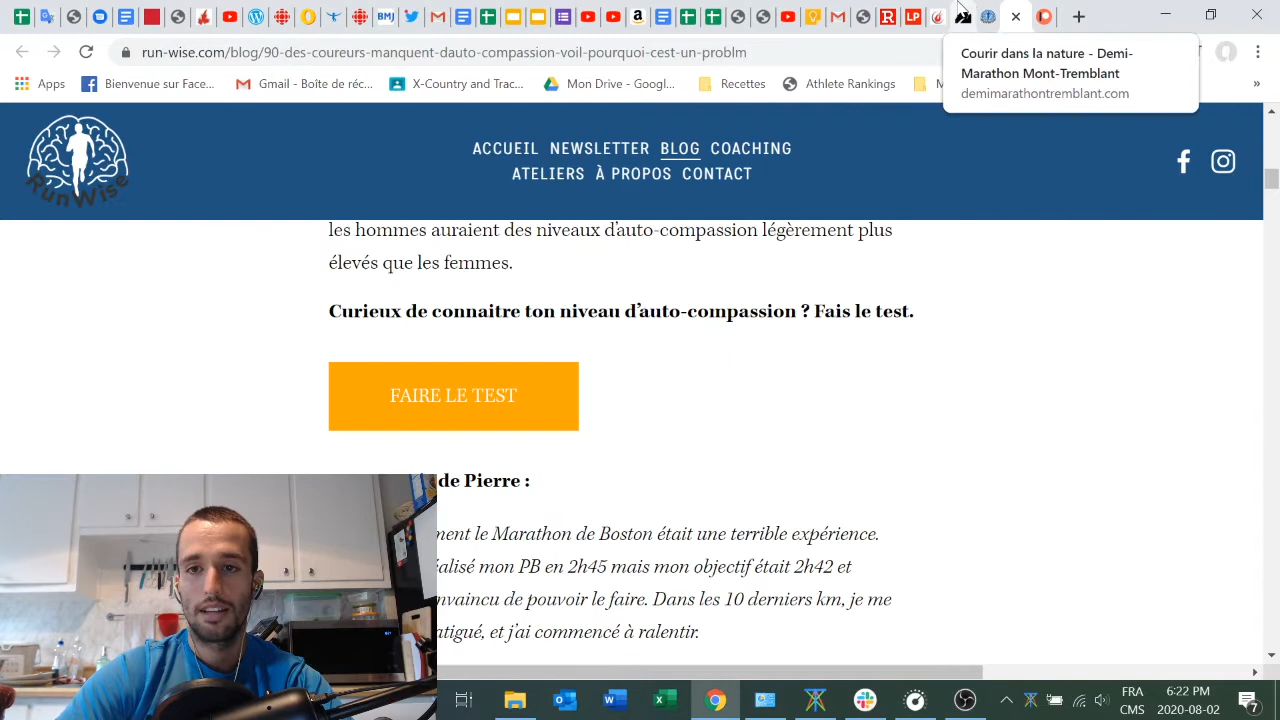 run-wise.com/blog/90-des-coureurs-manquent-dauto-compassion-voil-pourquoi-cest-un-problm
Courir dans la nature - Demi-
Marathon Mont-Tremblant
demimarathontremblant.com
Apps
Bienvenue sur Face...
Gmail - Boîte de réc...
X-Country and Trac...
Mon Drive - Googl...
Recettes
Athlete Rankings
»
RunWise
ACCUEIL NEWSLETTER BLOG COACHING
ATELIERS À PROPOS CONTACT
les hommes auraient des niveaux d'auto-compassion légèrement plus
élevés que les femmes.
Curieux de connaitre ton niveau d'auto-compassion ? Fais le test.
FAIRE LE TEST
de Pierre :
ment le Marathon de Boston était une terrible expérience.
éalisé mon PB en 2h45 mais mon objectif était 2h42 et
nvaincu de pouvoir le faire. Dans les 10 derniers km, je me
atigué, et j'ai commencé à ralentir.
FRA
CMS
6:22 PM
2020-08-02
7